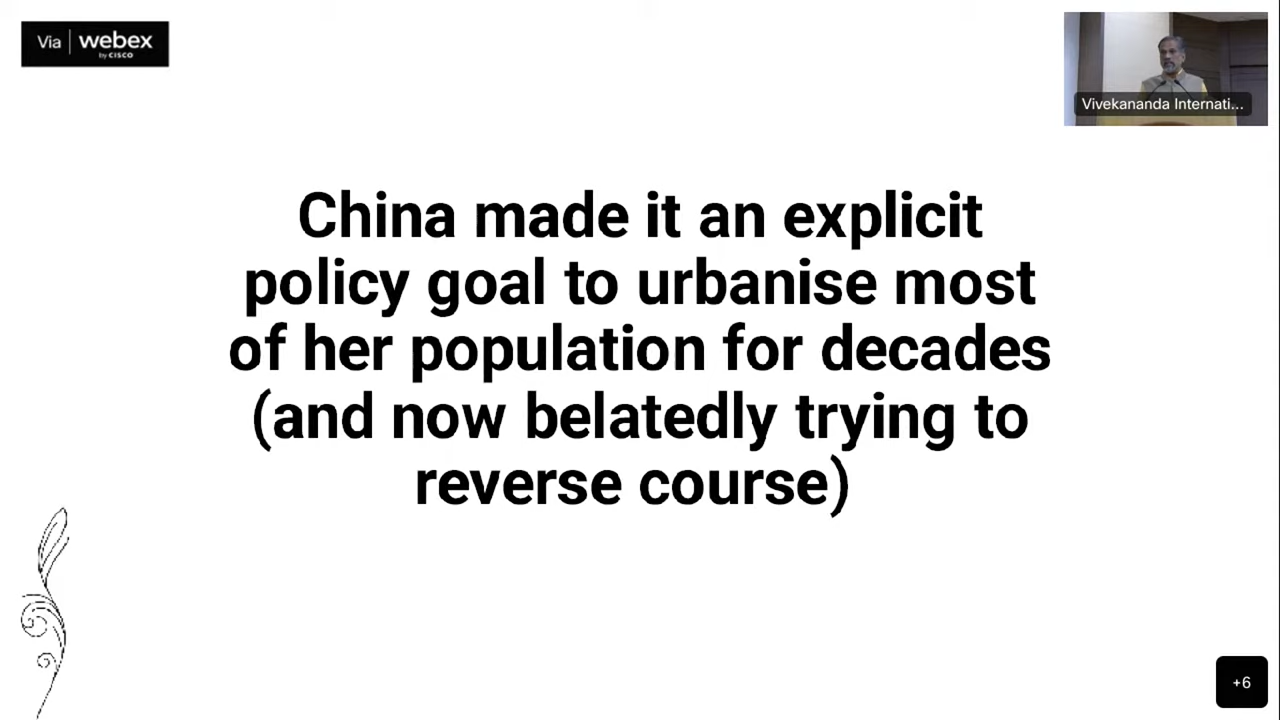 Via webex
by CISCO
Vivekananda Internati...
China made it an explicit
policy goal to urbanise most
of her population for decades
(and now belatedly trying to
reverse course)
+6